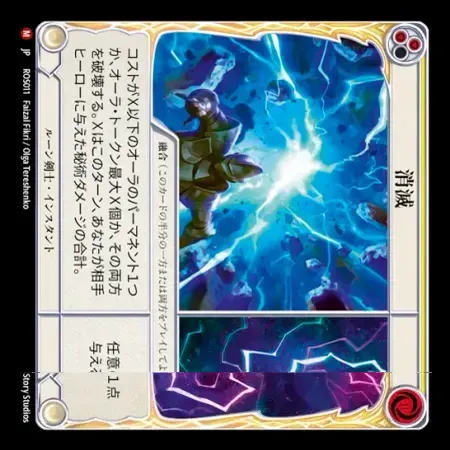 消滅
融合 (このカードの半分の一方または両方をプレイしてよ
コストがX以下のオーラのパーマネント1つ
か、オーラ・トークン最大X個か、その両方
を破壊する。Xはこのターン、あなたが相手
ヒーローに与えた秘術ダメージの合計。
ルーン剣士・インスタント
任意:1点
与え
M JP ROS011 Faizal Fikri / Olga Tereshenko
Story Studios